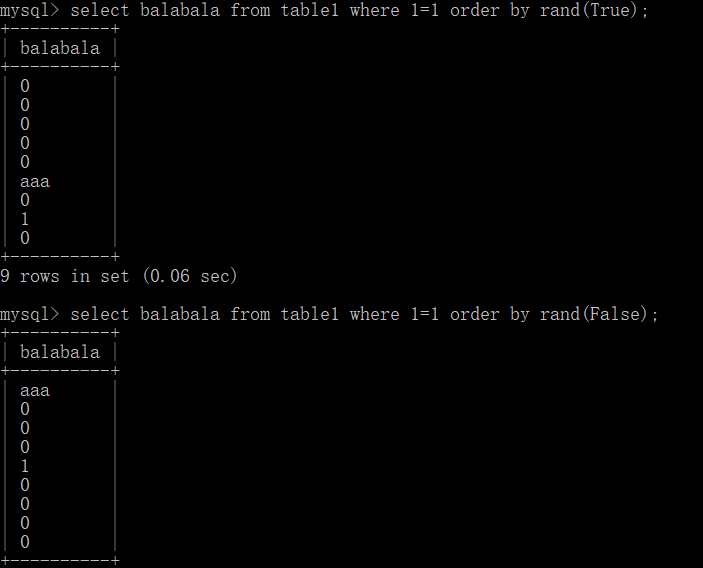 mysql> select balabala from table1 where 1=1 order by rand(True);
+----------+
| balabala |
+----------+
| 0        |
| 0        |
| 0        |
| 0        |
| 0        |
| aaa      |
| 0        |
| 1        |
| 0        |
+----------+
9 rows in set (0.06 sec)
mysql> select balabala from table1 where 1=1 order by rand(False);
+----------+
| balabala |
+----------+
| aaa      |
| 0        |
| 0        |
| 0        |
| 1        |
| 0        |
| 0        |
| 0        |
| 0        |
+----------+